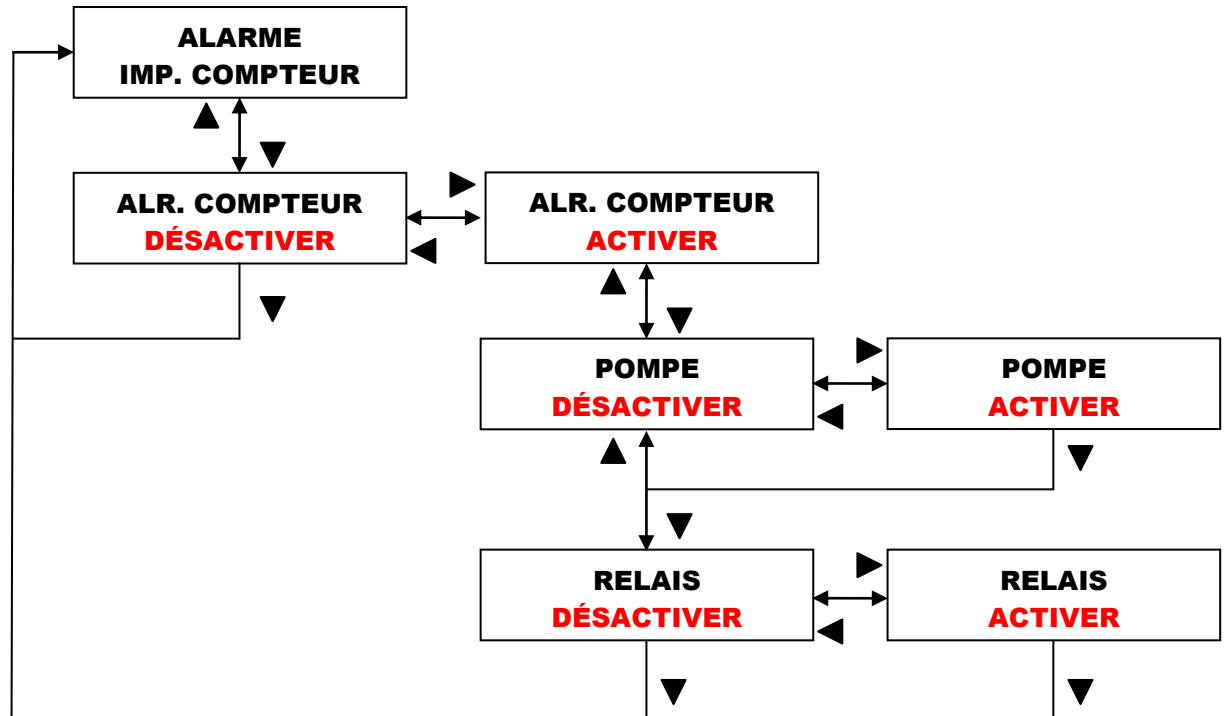 ALARME
IMP. COMPTEUR
ALR. COMPTEUR
DÉSACTIVER
ALR. COMPTEUR
ACTIVER
POMPE
DÉSACTIVER
POMPE
ACTIVER
RELAIS
DÉSACTIVER
RELAIS
ACTIVER